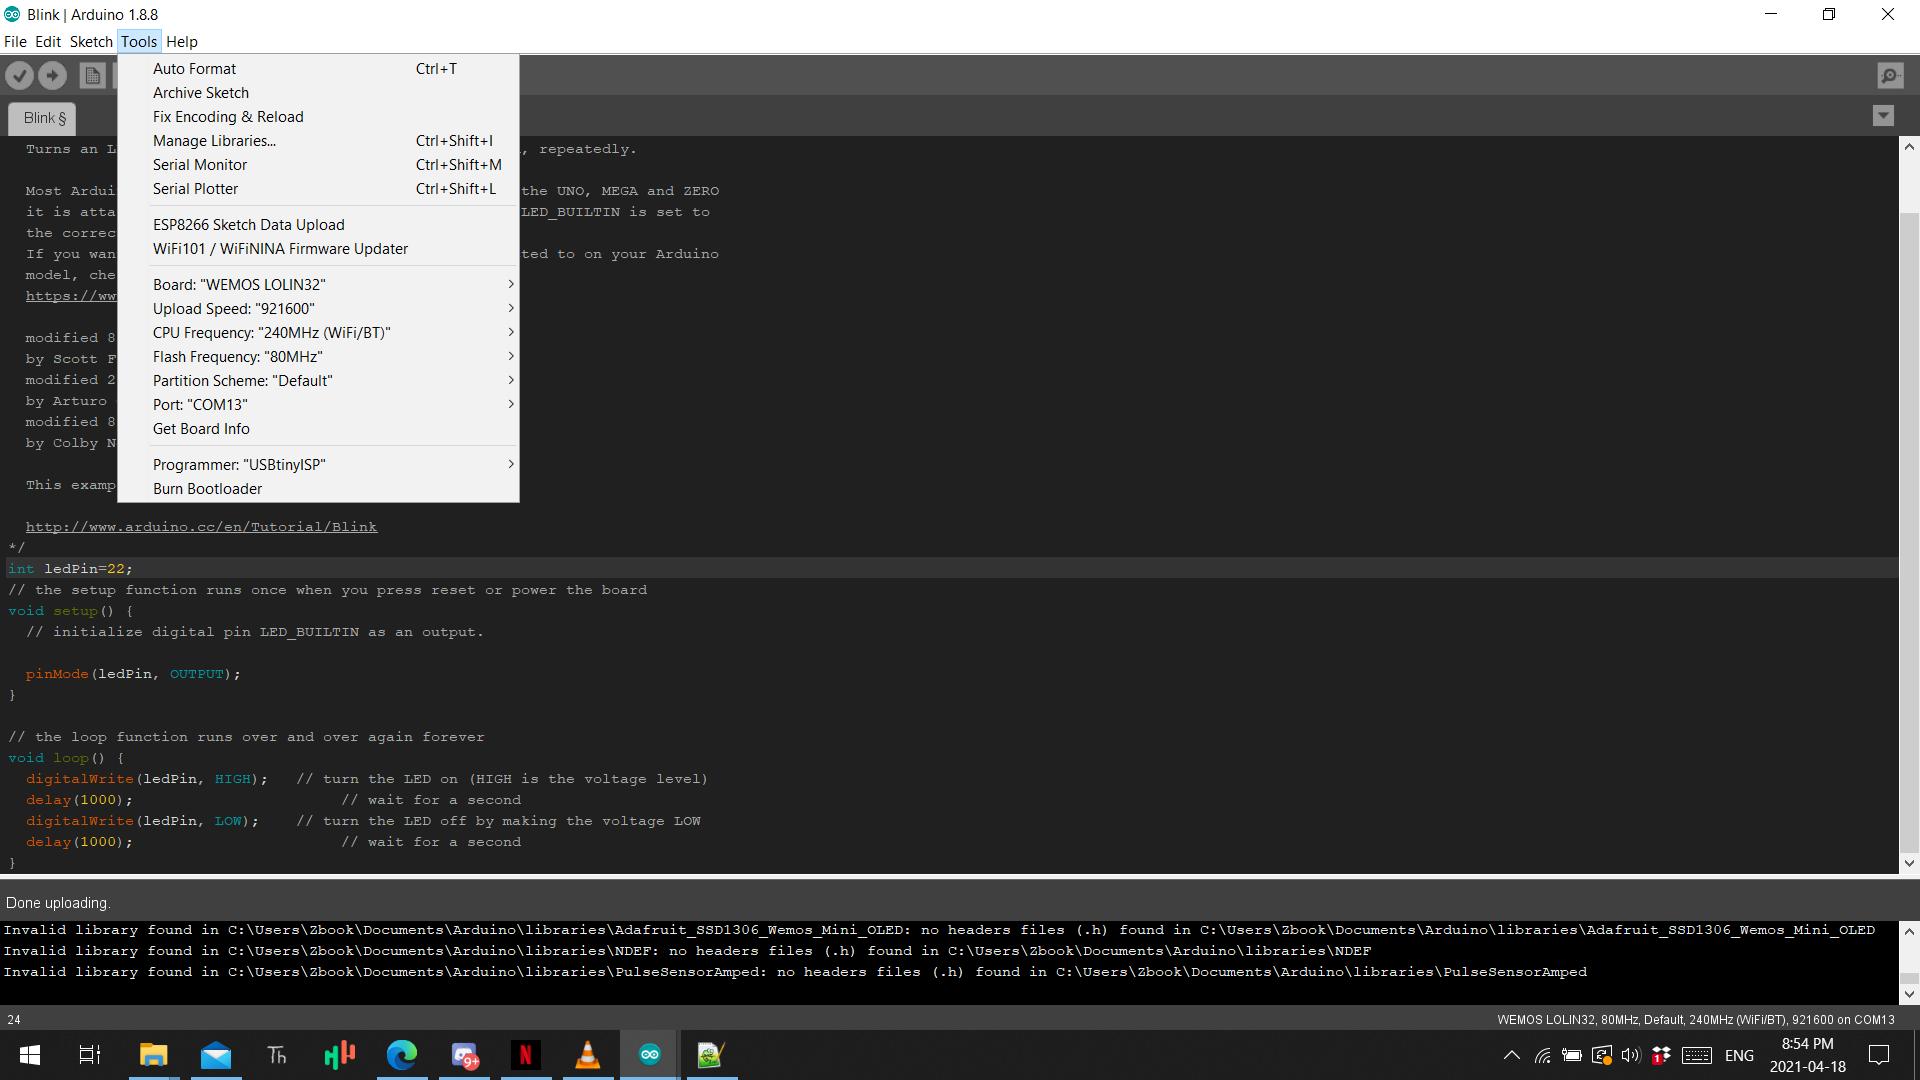 Blink | Arduino 1.8.8
File Edit Sketch Tools Help
Auto Format Ctrl+T
Archive Sketch
Fix Encoding & Reload
Manage Libraries... Ctrl+Shift+I
Serial Monitor Ctrl+Shift+M
Serial Plotter Ctrl+Shift+L
ESP8266 Sketch Data Upload
WiFi101 / WiFiNINA Firmware Updater
Board: "WEMOS LOLIN32"
Upload Speed: "921600"
CPU Frequency: "240MHz (WiFi/BT)"
Flash Frequency: "80MHz"
Partition Scheme: "Default"
Port: "COM13"
Get Board Info
Programmer: "USBtinyISP"
Burn Bootloader
Blink §
Turns an L , repeatedly.
Most Ardui the UNO, MEGA and ZERO
it is atta LED_BUILTIN is set to
the correc
If you wan ted to on your Arduino
model, che
https://ww
modified 8
by Scott F
modified 2
by Arturo
modified 8
by Colby N
This examp
http://www.arduino.cc/en/Tutorial/Blink
*/
int ledPin=22;
// the setup function runs once when you press reset or power the board
void setup() {
// initialize digital pin LED_BUILTIN as an output.
pinMode(ledPin, OUTPUT);
}
// the loop function runs over and over again forever
void loop() {
digitalWrite(ledPin, HIGH); // turn the LED on (HIGH is the voltage level)
delay(1000); // wait for a second
digitalWrite(ledPin, LOW); // turn the LED off by making the voltage LOW
delay(1000); // wait for a second
}
Done uploading.
Invalid library found in C:\Users\Zbook\Documents\Arduino\libraries\Adafruit_SSD1306_Wemos_Mini_OLED: no headers files (.h) found in C:\Users\Zbook\Documents\Arduino\libraries\Adafruit_SSD1306_Wemos_Mini_OLED
Invalid library found in C:\Users\Zbook\Documents\Arduino\libraries\NDEF: no headers files (.h) found in C:\Users\Zbook\Documents\Arduino\libraries\NDEF
Invalid library found in C:\Users\Zbook\Documents\Arduino\libraries\PulseSensorAmped: no headers files (.h) found in C:\Users\Zbook\Documents\Arduino\libraries\PulseSensorAmped
24 WEMOS LOLIN32, 80MHz, Default, 240MHz (WiFi/BT), 921600 on COM13
Th 9+ N 1 ENG 8:54 PM
2021-04-18